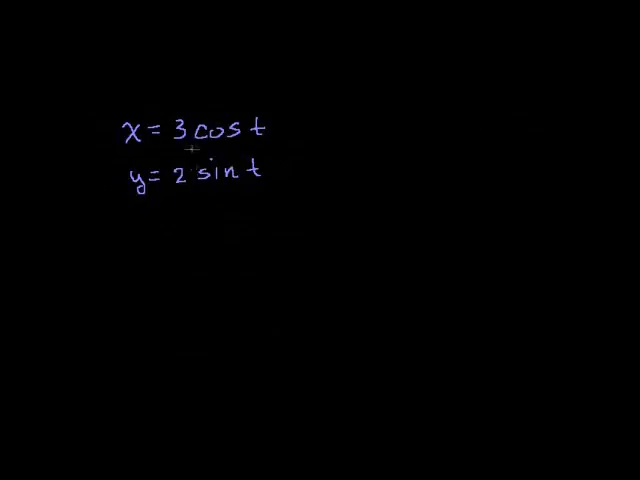 x = 3 cos t
y = 2 sin t